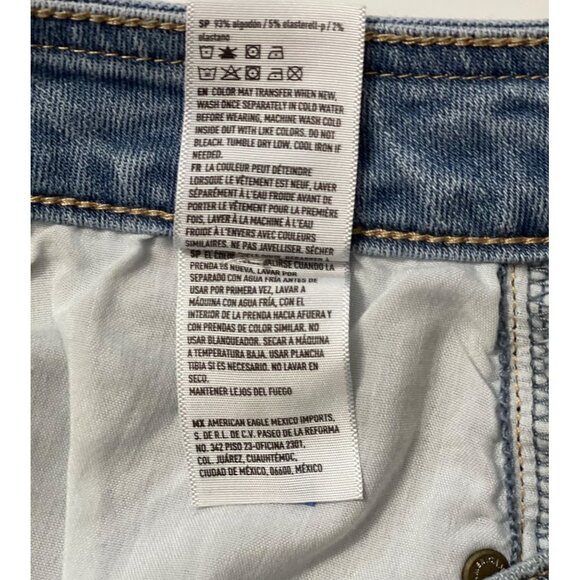 SP 93% algodón / 5% elasterell-p / 2%
elastano
EN COLOR MAY TRANSFER WHEN NEW,
WASH ONCE SEPARATELY IN COLD WATER
BEFORE WEARING, MACHINE WASH COLD
INSIDE OUT WITH LIKE COLORS. DO NOT
BLEACH. TUMBLE DRY LOW. COOL IRON IF
NEEDED.
FR LA COULEUR PEUT DÉTEINDRE
LORSQUE LE VÊTEMENT EST NEUF, LAVER
SÉPARÉMENT À L'EAU FROIDE AVANT DE
PORTER LE VÊTEMENT POUR LA PREMIÈRE
FOIS, LAVER À LA MACHINE À L'EAU
FROIDE À L'ENVERS AVEC COULEURS
SIMILAIRES. NE PAS JAVELLISER. SÉCHER
SP EL COLOR
PRENDA ES NUEVA, LAVAR POR
SEPARADO CON AGUA FRÍA ANTES DE
USAR POR PRIMERA VEZ, LAVAR A
MÁQUINA CON AGUA FRÍA, CON EL
INTERIOR DE LA PRENDA HACIA AFUERA Y
CON PRENDAS DE COLOR SIMILAR. NO
USAR BLANQUEADOR. SECAR A MÁQUINA
A TEMPERATURA BAJA. USAR PLANCHA
TIBIA SI ES NECESARIO. NO LAVAR EN
SECO.
MANTENER LEJOS DEL FUEGO
MX AMERICAN EAGLE MEXICO IMPORTS,
S. DE R.L. DE C.V. PASEO DE LA REFORMA
NO. 342 PISO 23-OFICINA 2301,
COL. JUÁREZ, CUAUHTÉMOC,
CIUDAD DE MÉXICO, 06600. MÉXICO